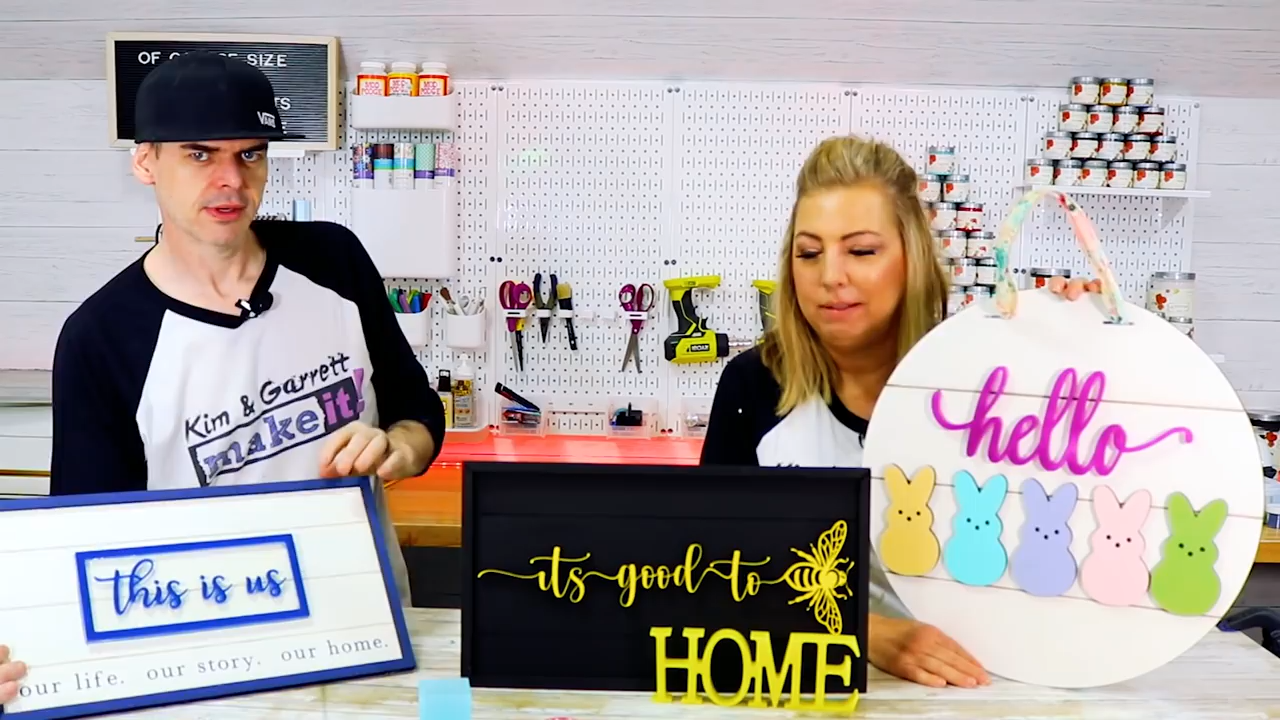 OF SIZE
VANS
Kim & Garrett
make it!
this is us
our life. our story. our home.
its good to
HOME
hello